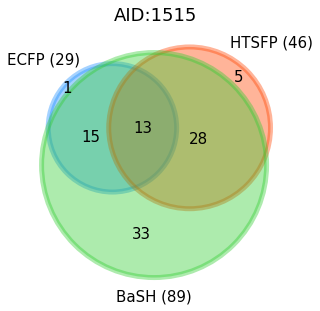 AID:1515
HTSFP (46)
ECFP (29)
5
1
15
13
28
33
BaSH (89)